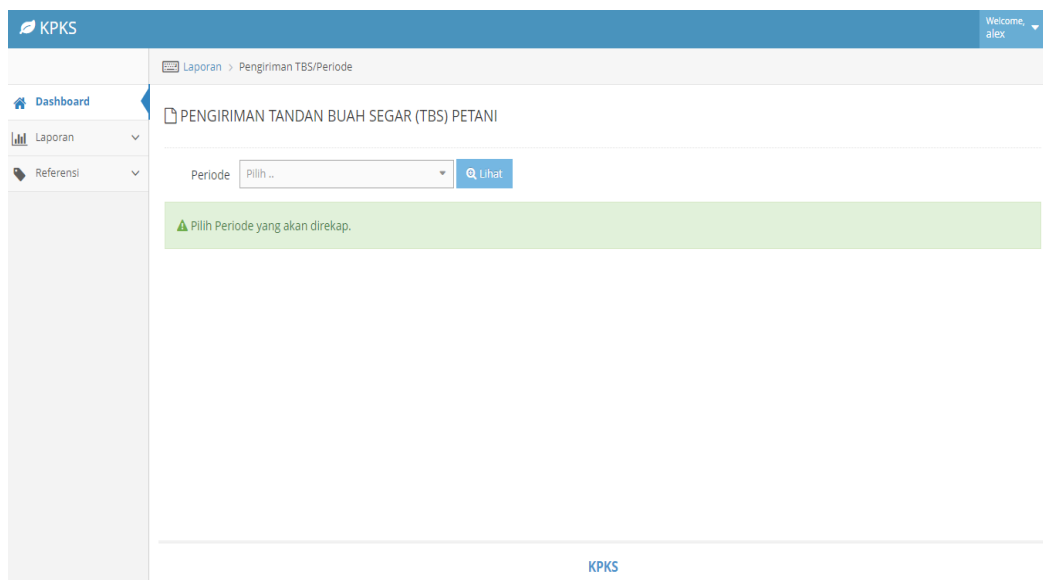 KPKS
Welcome,
alex
Laporan > Pengiriman TBS/Periode
Dashboard
Laporan
Referensi
PENGIRIMAN TANDAN BUAH SEGAR (TBS) PETANI
Periode Pilih .. Lihat
Pilih Periode yang akan direkap.
KPKS